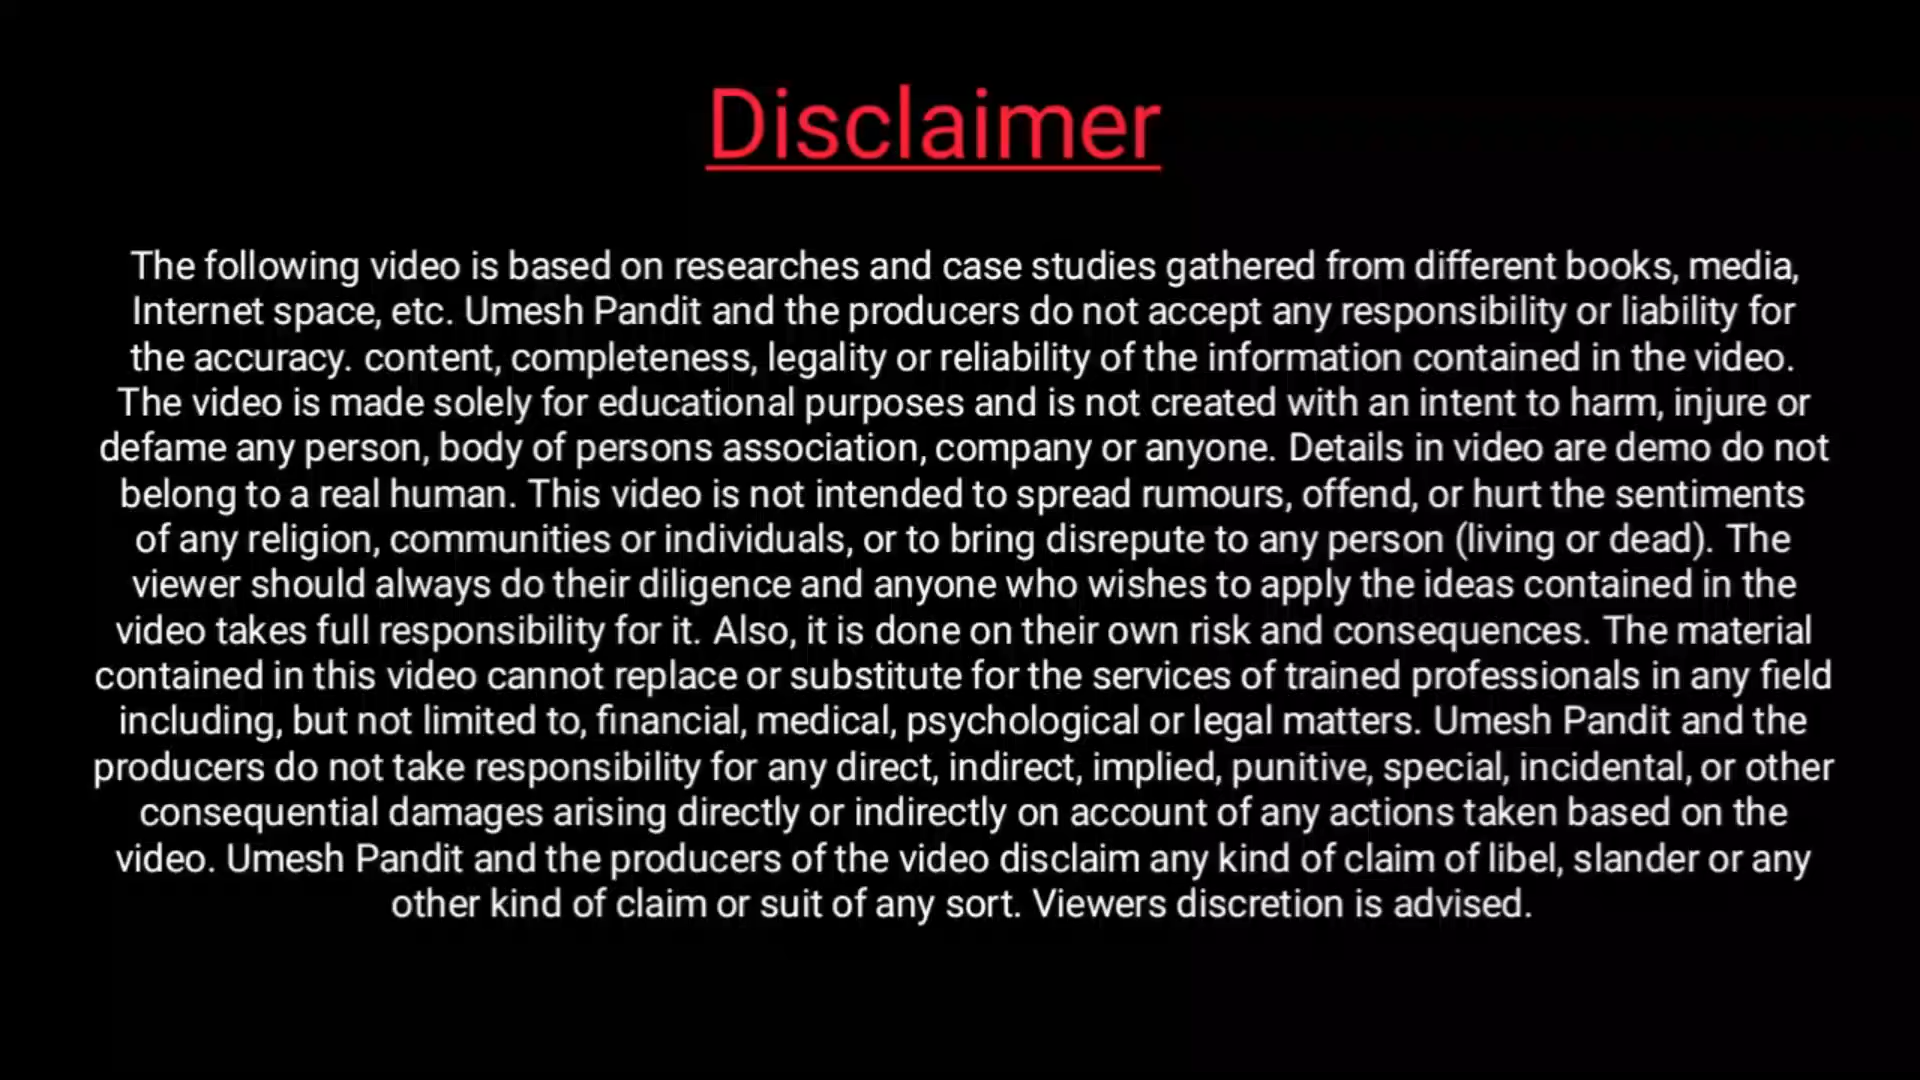 Disclaimer
The following video is based on researches and case studies gathered from different books, media,
Internet space, etc. Umesh Pandit and the producers do not accept any responsibility or liability for
the accuracy. content, completeness, legality or reliability of the information contained in the video.
The video is made solely for educational purposes and is not created with an intent to harm, injure or
defame any person, body of persons association, company or anyone. Details in video are demo do not
belong to a real human. This video is not intended to spread rumours, offend, or hurt the sentiments
of any religion, communities or individuals, or to bring disrepute to any person (living or dead). The
viewer should always do their diligence and anyone who wishes to apply the ideas contained in the
video takes full responsibility for it. Also, it is done on their own risk and consequences. The material
contained in this video cannot replace or substitute for the services of trained professionals in any field
including, but not limited to, financial, medical, psychological or legal matters. Umesh Pandit and the
producers do not take responsibility for any direct, indirect, implied, punitive, special, incidental, or other
consequential damages arising directly or indirectly on account of any actions taken based on the
video. Umesh Pandit and the producers of the video disclaim any kind of claim of libel, slander or any
other kind of claim or suit of any sort. Viewers discretion is advised.